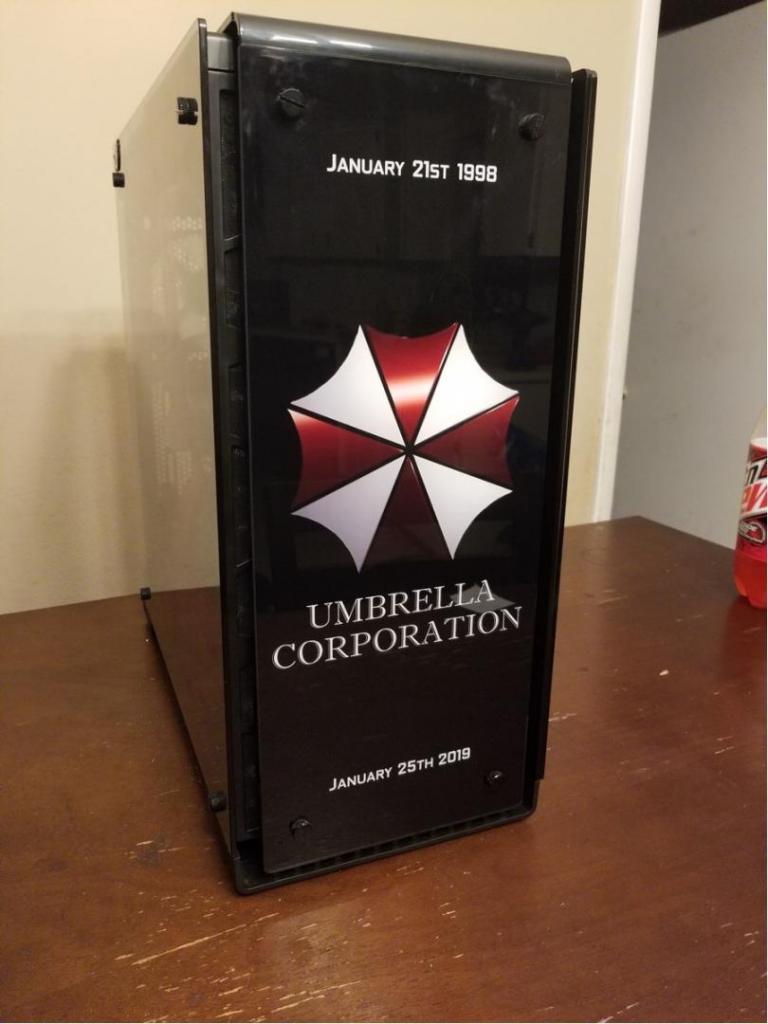 January 21st 1998
UMBRELLA
CORPORATION
January 25th 2019